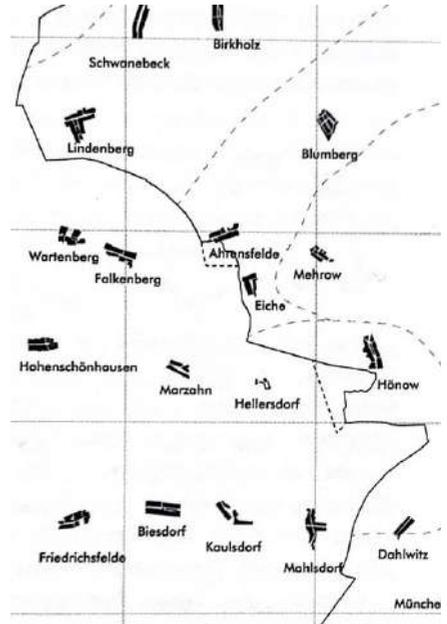 Birkholz
Schwanebeck
Lindenberg
Blumberg
Wartenberg
Ahrensfelde
Falkenberg
Mehrow
Eiche
Hohenschönhausen
Marzahn
Hellersdorf
Hönow
Friedrichsfelde
Biesdorf
Kaulsdorf
Mahlsdorf
Dahlwitz
Münche